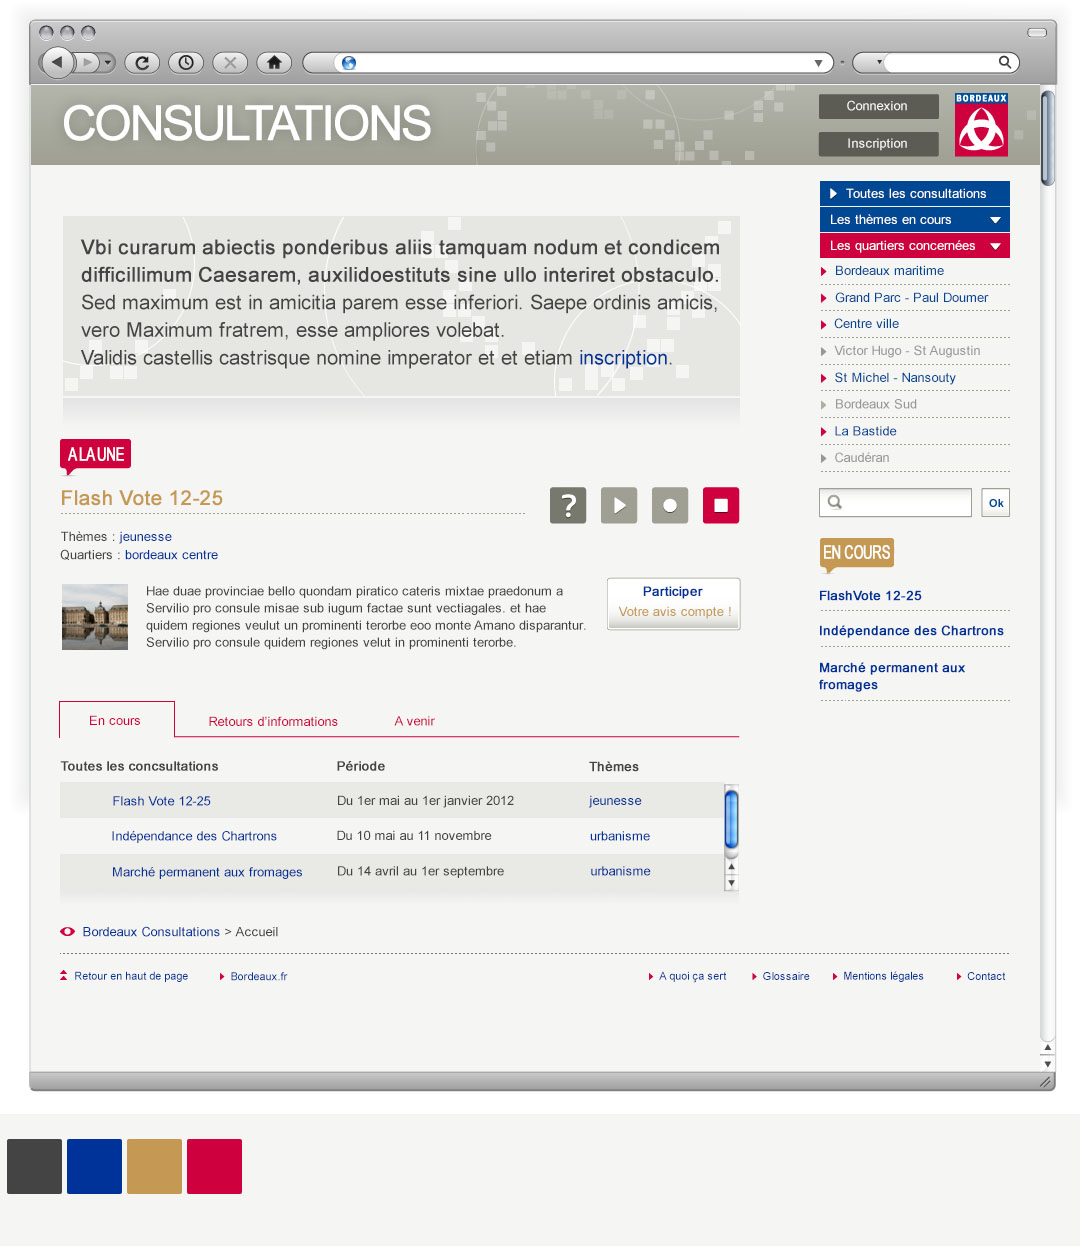 CONSULTATIONS
Connexion
Inscription
BORDEAUX
Vbi curarum abiectis ponderibus aliis tamquam nodum et condicem
difficillimum Caesarem, auxilidoestituts sine ullo interiret obstaculo.
Sed maximum est in amicitia parem esse inferiori. Saepe ordinis amicis,
vero Maximum fratrem, esse ampliores volebat.
Validis castellis castrisque nomine imperator et et etiam inscription.
A LA UNE
Flash Vote 12-25
?
Thèmes : jeunesse
Quartiers : bordeaux centre
Hae duae provinciae bello quondam piratico cateris mixtae praedonum a
Servilio pro consule misae sub iugum factae sunt vectiagales. et hae
quidem regiones veulut un prominenti terorbe eoo monte Amano disparantur.
Servilio pro consule quidem regiones velut in prominenti terorbe.
Participer
Votre avis compte !
En cours
Retours d'informations
A venir
Toutes les concsultations
Période
Thèmes
Flash Vote 12-25
Du 1er mai au 1er janvier 2012
jeunesse
Indépendance des Chartrons
Du 10 mai au 11 novembre
urbanisme
Marché permanent aux fromages
Du 14 avril au 1er septembre
urbanisme
Toutes les consultations
Les thèmes en cours
Les quartiers concernées
Bordeaux maritime
Grand Parc - Paul Doumer
Centre ville
Victor Hugo - St Augustin
St Michel - Nansouty
Bordeaux Sud
La Bastide
Caudéran
Ok
EN COURS
FlashVote 12-25
Indépendance des Chartrons
Marché permanent aux
fromages
Bordeaux Consultations > Accueil
Retour en haut de page
Bordeaux.fr
A quoi ça sert
Glossaire
Mentions légales
Contact